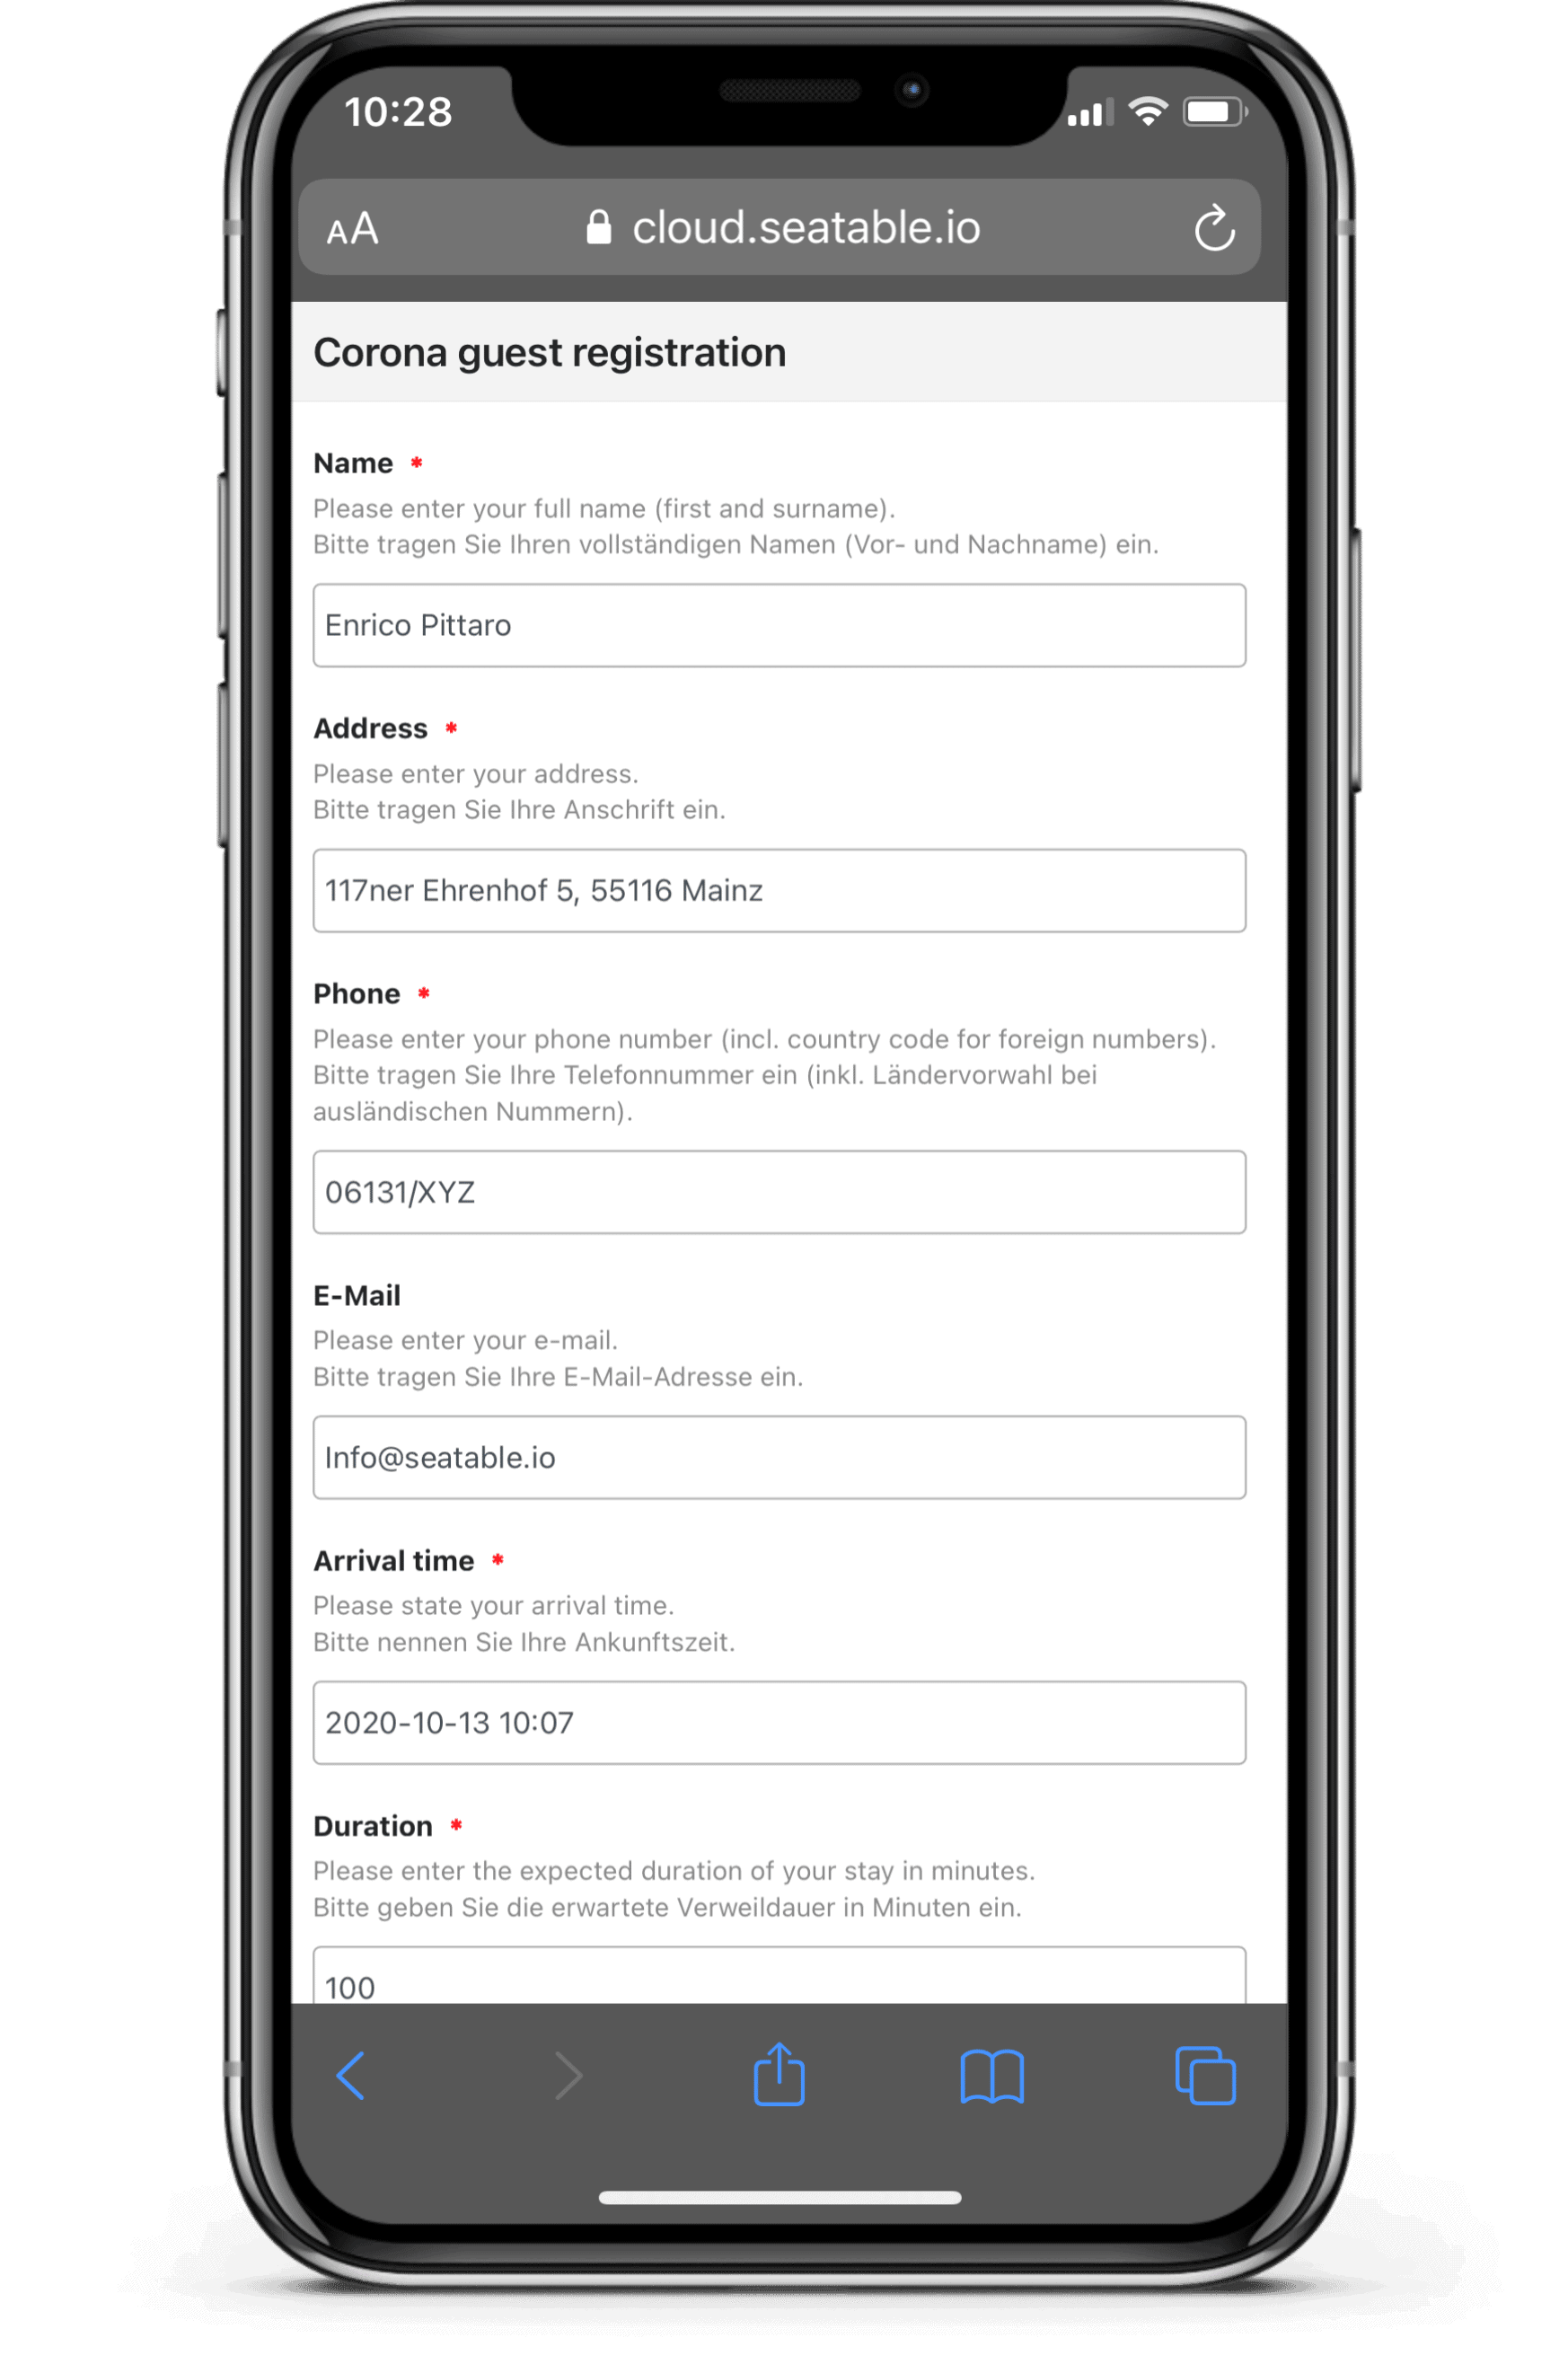 10:28
AA cloud.seatable.io
Corona guest registration
Name *
Please enter your full name (first and surname).
Bitte tragen Sie Ihren vollständigen Namen (Vor- und Nachname) ein.
Enrico Pittaro
Address *
Please enter your address.
Bitte tragen Sie Ihre Anschrift ein.
117ner Ehrenhof 5, 55116 Mainz
Phone *
Please enter your phone number (incl. country code for foreign numbers).
Bitte tragen Sie Ihre Telefonnummer ein (inkl. Ländervorwahl bei
ausländischen Nummern).
06131/XYZ
E-Mail
Please enter your e-mail.
Bitte tragen Sie Ihre E-Mail-Adresse ein.
Info@seatable.io
Arrival time *
Please state your arrival time.
Bitte nennen Sie Ihre Ankunftszeit.
2020-10-13 10:07
Duration *
Please enter the expected duration of your stay in minutes.
Bitte geben Sie die erwartete Verweildauer in Minuten ein.
100